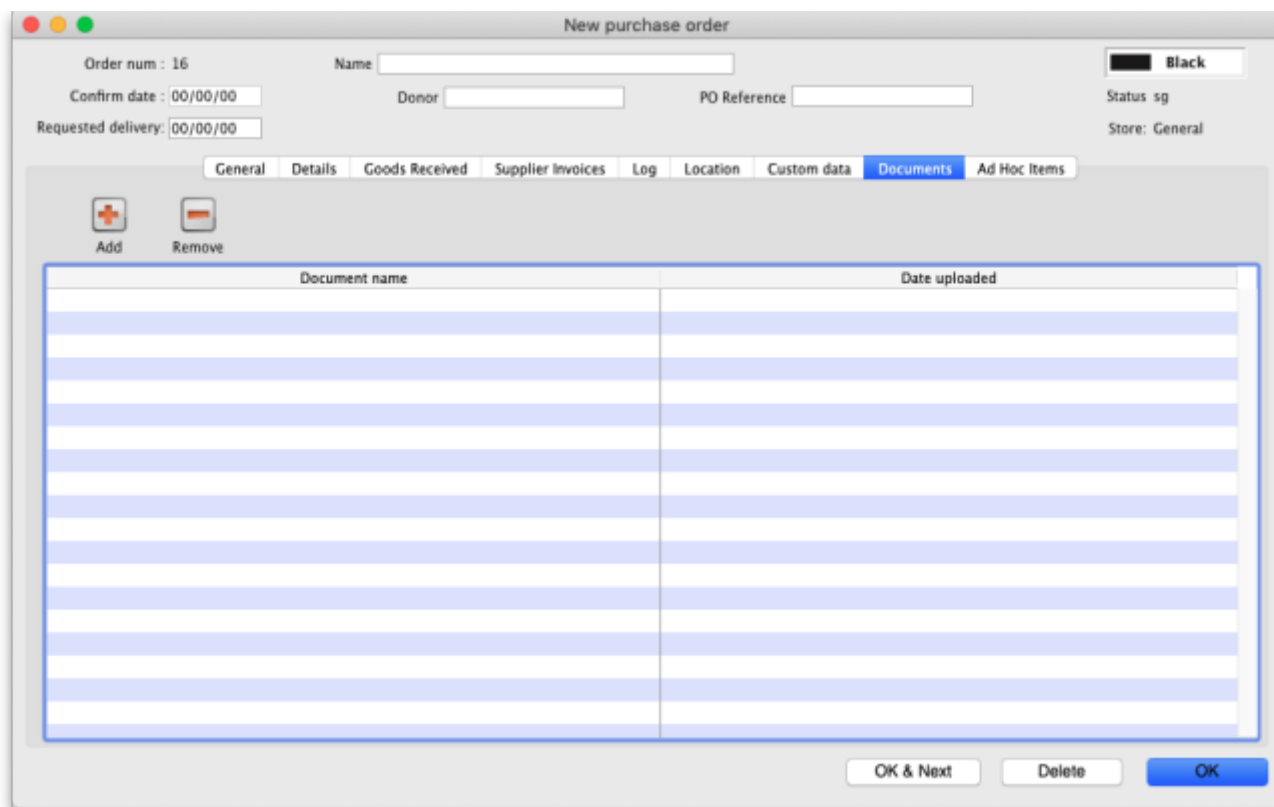 New purchase order
Order num : 16 Name Black
Confirm date : 00/00/00 Donor PO Reference Status sg
Requested delivery: 00/00/00 Store: General
General Details Goods Received Supplier Invoices Log Location Custom data Documents Ad Hoc Items
Add Remove
Document name Date uploaded
OK & Next Delete OK